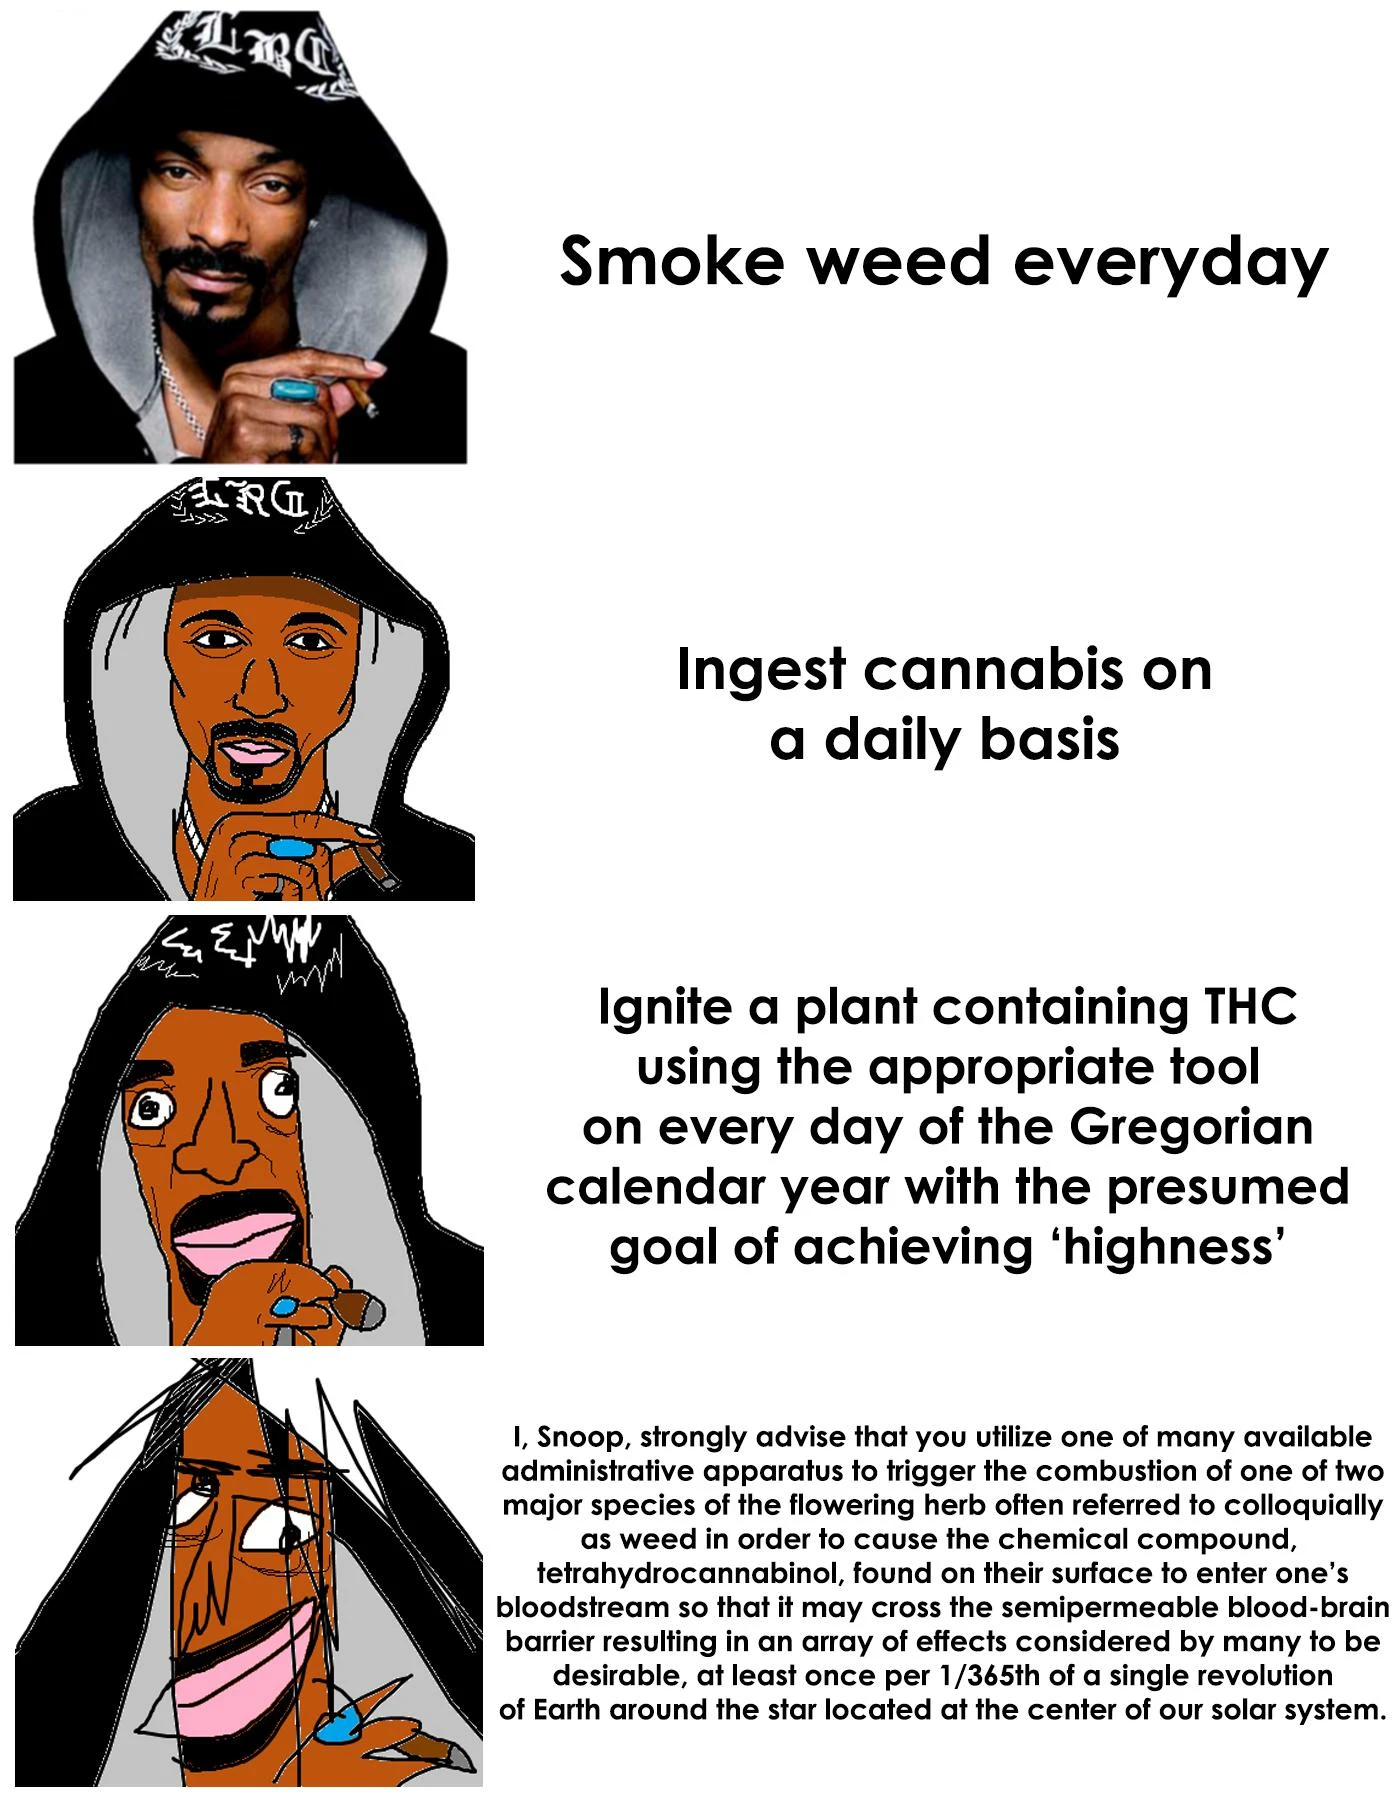 LBC
Smoke weed everyday
LRG
Ingest cannabis on
a daily basis
Ignite a plant containing THC
using the appropriate tool
on every day of the Gregorian
calendar year with the presumed
goal of achieving ‘highness’
I, Snoop, strongly advise that you utilize one of many available
administrative apparatus to trigger the combustion of one of two
major species of the flowering herb often referred to colloquially
as weed in order to cause the chemical compound,
tetrahydrocannabinol, found on their surface to enter one’s
bloodstream so that it may cross the semipermeable blood-brain
barrier resulting in an array of effects considered by many to be
desirable, at least once per 1/365th of a single revolution
of Earth around the star located at the center of our solar system.